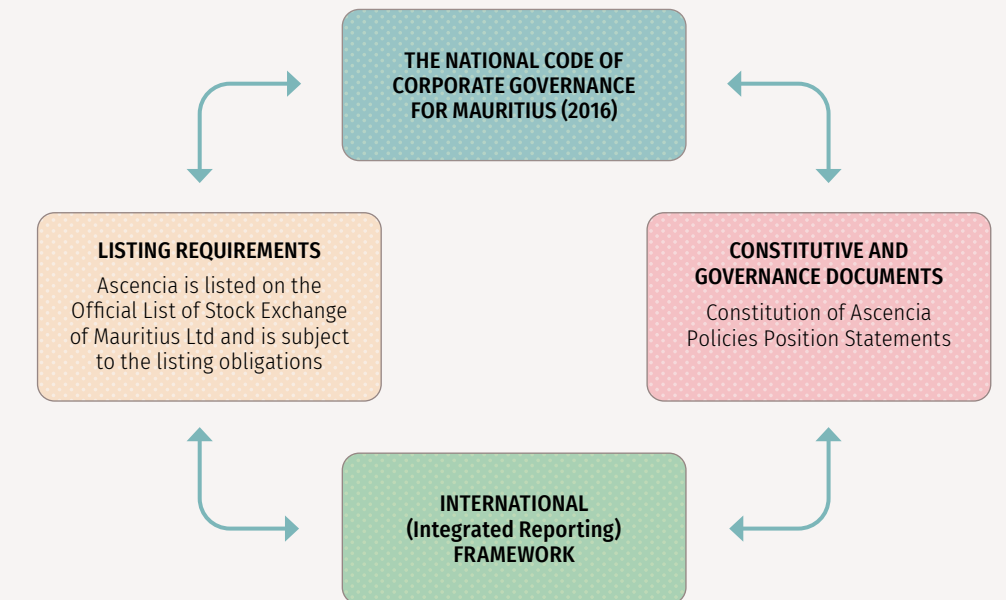 THE NATIONAL CODE OF
CORPORATE GOVERNANCE
FOR MAURITIUS (2016)
LISTING REQUIREMENTS
Ascencia is listed on the
Official List of Stock Exchange
of Mauritius Ltd and is subject
to the listing obligations
CONSTITUTIVE AND
GOVERNANCE DOCUMENTS
Constitution of Ascencia
Policies Position Statements
INTERNATIONAL
(Integrated Reporting)
FRAMEWORK